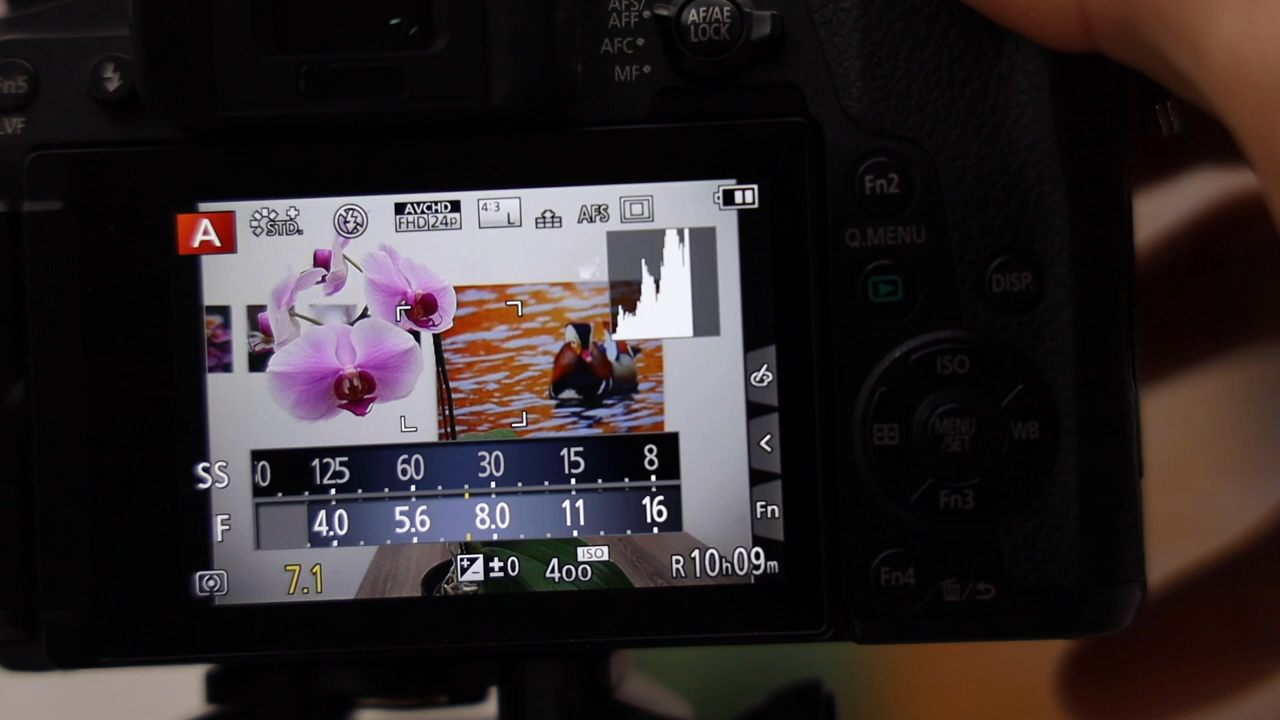 AFS/
AFF
AFC
MF
AF/AE
LOCK
Fn5
LVF
Fn2
Q.MENU
DISP.
ISO
MENU
/SET
WB
Fn3
Fn4
A
STD.
AVCHD
FHD 24p
4:3
L
AFS
SS
125 60 30 15 8
F
4.0 5.6 8.0 11 16
Fn
7.1
±0
400
ISO
R10h09m